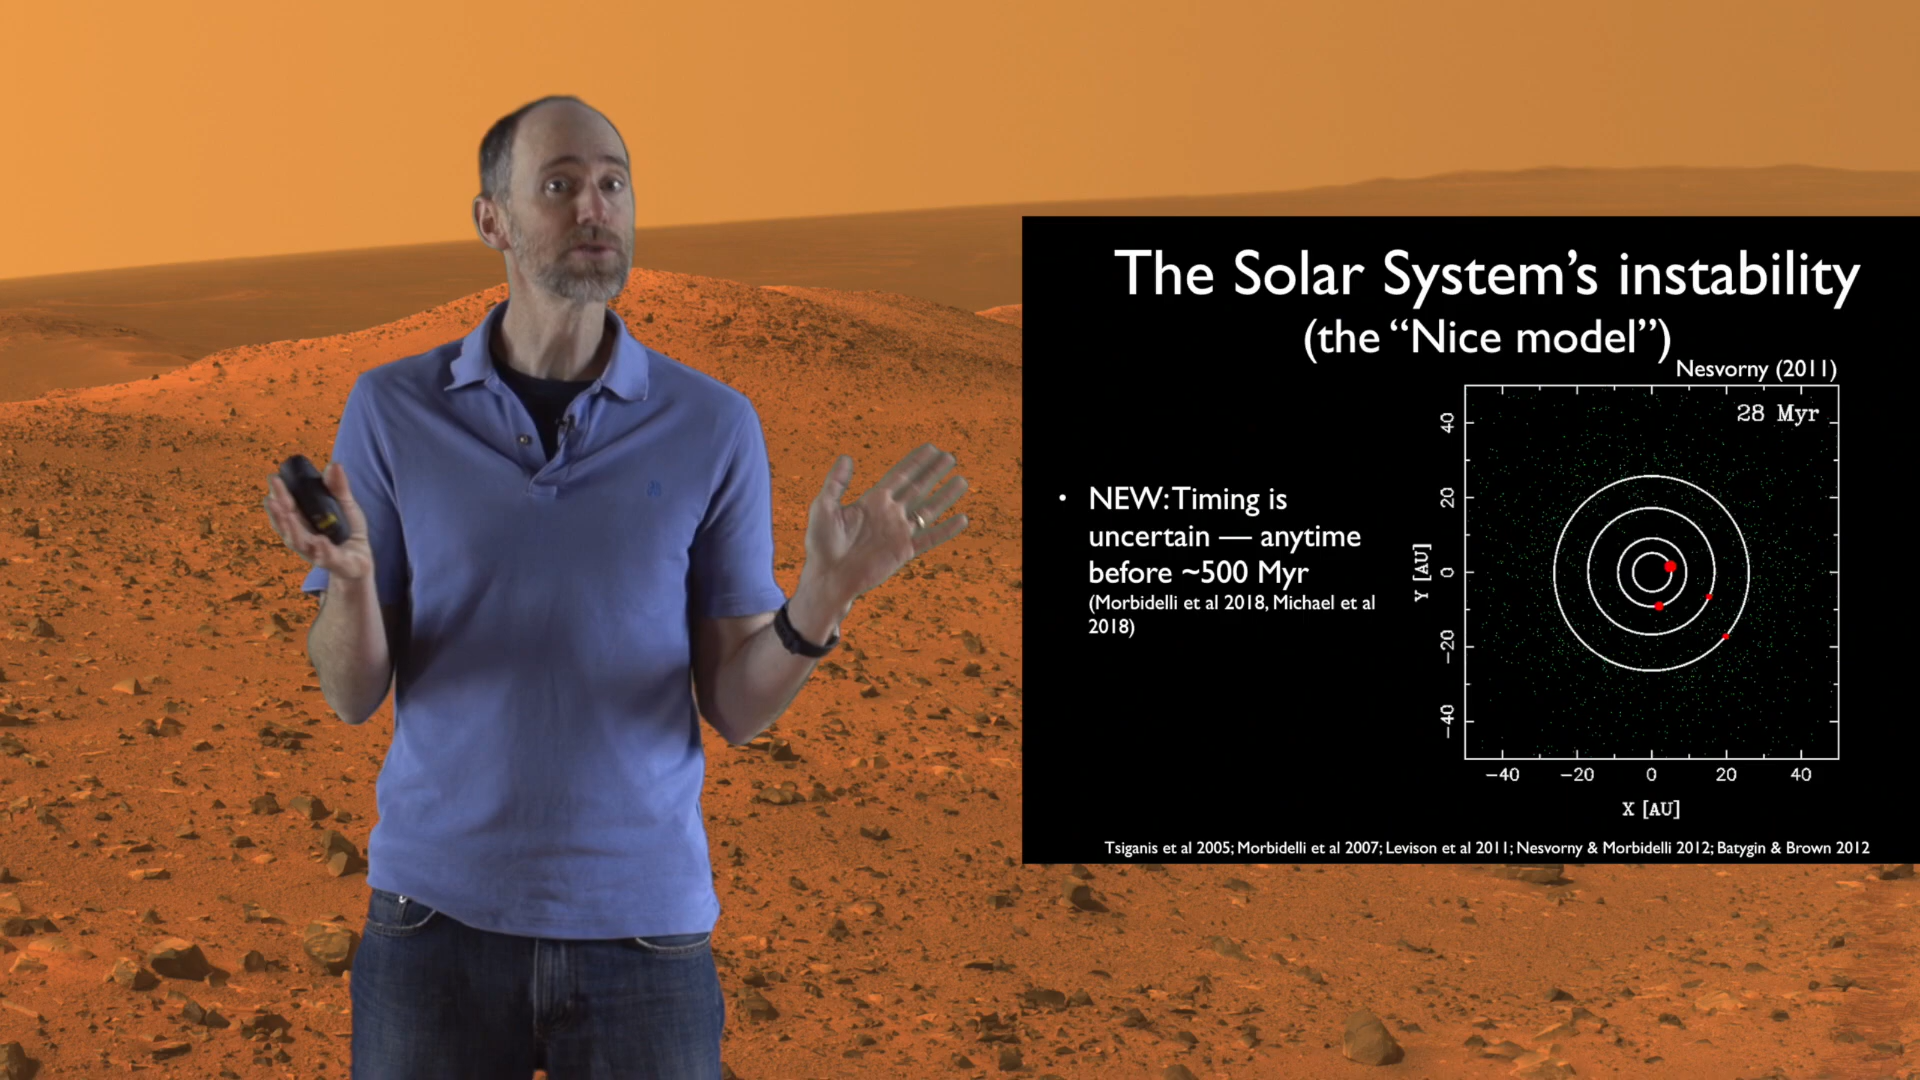 The Solar System's instability
(the “Nice model”)
Nesvorny (2011)
28 Myr
• NEW: Timing is
uncertain — anytime
before ~500 Myr
(Morbidelli et al 2018, Michael et al
2018)
Y [AU]
40
20
0
−20
−40
−40 −20 0 20 40
X [AU]
Tsiganis et al 2005; Morbidelli et al 2007; Levison et al 2011; Nesvorny & Morbidelli 2012; Batygin & Brown 2012